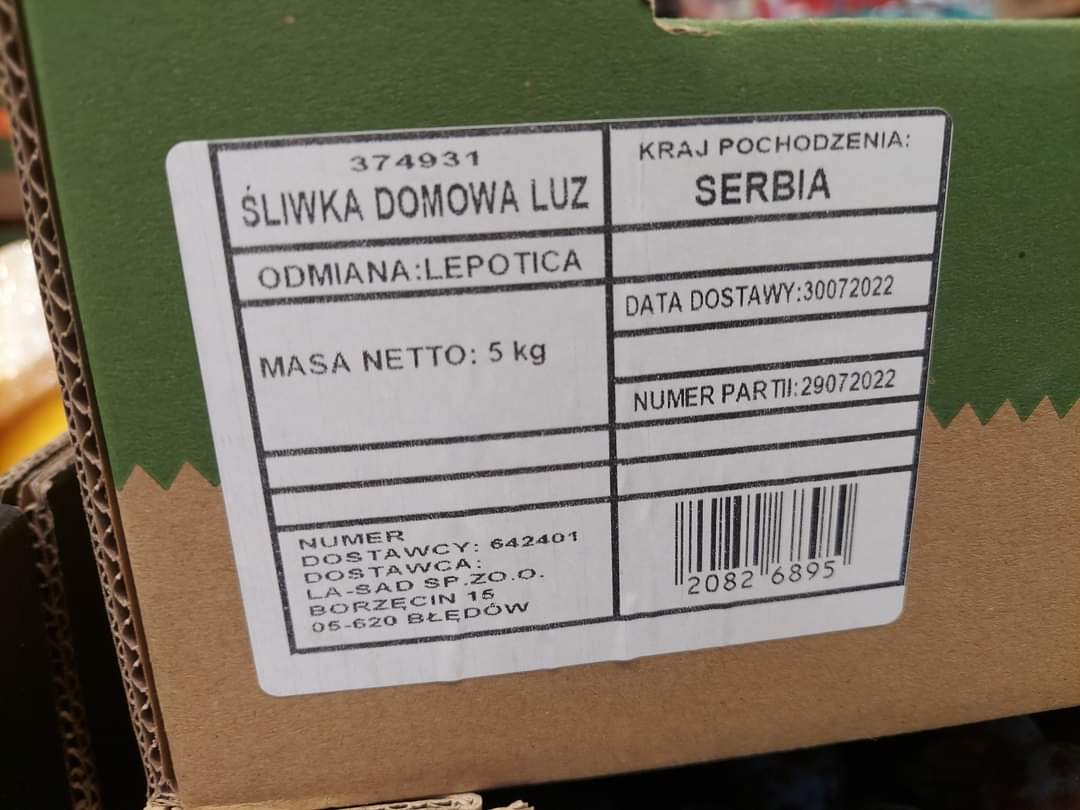 374931
ŚLIWKA DOMOWA LUZ
ODMIANA:LEPOTICA
MASA NETTO: 5 kg
NUMER
DOSTAWCY: 642401
DOSTAWCA:
LA-SAD SP.ZO.O.
BORZĘCIN 15
05-620 BŁĘDÓW
KRAJ POCHODZENIA:
SERBIA
DATA DOSTAWY:30072022
NUMER PARTII:29072022
2082 6895